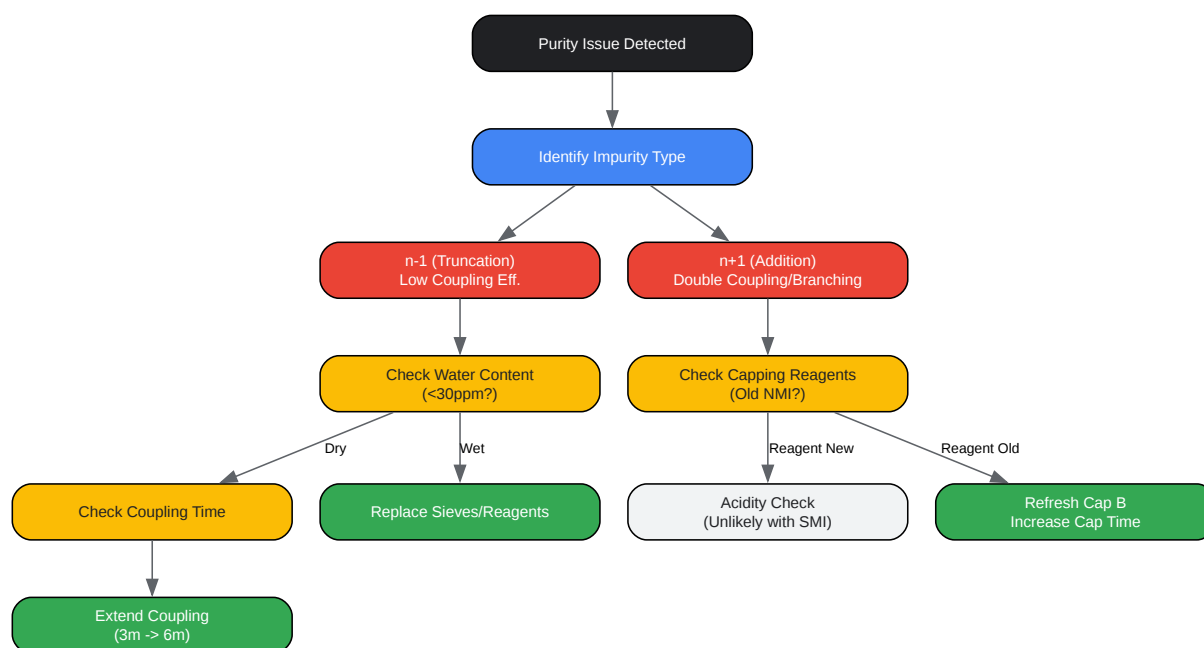 Purity Issue Detected
Identify Impurity Type
n-1 (Truncation)
Low Coupling Eff.
n+1 (Addition)
Double Coupling/Branching
Check Water Content
(<30ppm?)
Check Capping Reagents
(Old NMI?)
Dry
Wet
Reagent New
Reagent Old
Check Coupling Time
Replace Sieves/Reagents
Acidity Check
(Unlikely with SMI)
Refresh Cap B
Increase Cap Time
Extend Coupling
(3m -> 6m)